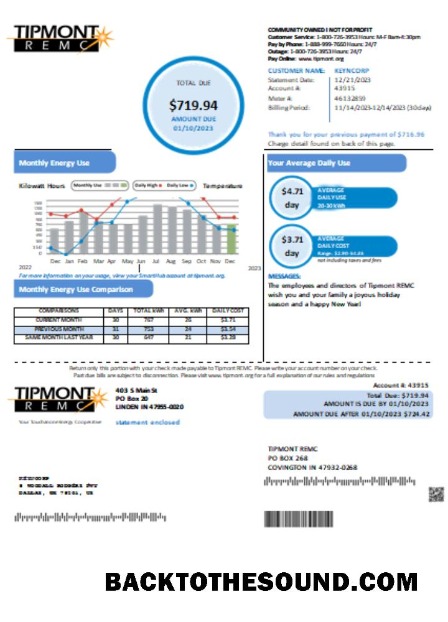 TIPMONT
REMC
COMMUNITY OWNED I NOT FOR PROFIT
Customer Service: 1-800-726-3953 Hours: M-F 8am-4:30pm
Pay by Phone: 1-888-999-7660 Hours: 24/7
Outage: 1-800-726-3953 Hours: 24/7
Pay Online: www.tipmont.org
CUSTOMER NAME: KEYNCORP
Statement Date: 12/21/2023
Account #: 43915
Meter #: 46132859
Billing Period: 11/14/2023-12/14/2023 (30days)
TOTAL DUE
$719.94
AMOUNT DUE
01/10/2023
Thank you for your previous payment of $716.96
Charge detail found on back of this page.
Monthly Energy Use
Kilowatt Hours
Monthly Use
Daily High
Daily Low
Temperature
Dec Jan Feb Mar Apr May Jun Jul Aug Sep Oct Nov Dec
2022
2023
For more information on your usage, view your SmartHub account at tipmont.org.
Your Average Daily Use
$4.71
day
AVERAGE
DAILY USE
20-30 kWh
$3.71
day
AVERAGE
DAILY COST
not including taxes and fees
MESSAGES:
The employees and directors of Tipmont REMC
wish you and your family a joyous holiday
season and a happy New Year!
Monthly Energy Use Comparison
COMPARISONS DAYS TOTAL kWh AVG. kWh DAILY COST
CURRENT MONTH 30 767 26 $3.71
PREVIOUS MONTH 31 753 24 $3.54
SAME MONTH LAST YEAR 30 647 21 $3.28
Return only this portion with your check made payable to Tipmont REMC. Please write your account number on your check.
Past due bills are subject to disconnection. Please visit www.tipmont.org for a full explanation of our rules and regulations
TIPMONT
REMC
Your Touchstone Energy Cooperative
403 S Main St
PO Box 20
LINDEN IN 47955-0020
statement enclosed
Account #: 43915
Total Due: $719.94
AMOUNT IS DUE BY 01/10/2023
AMOUNT DUE AFTER 01/10/2023 $724.42
TIPMONT REMC
PO BOX 268
COVINGTON IN 47932-0268
KEYNCORP
BACKTOTHESOUND.COM